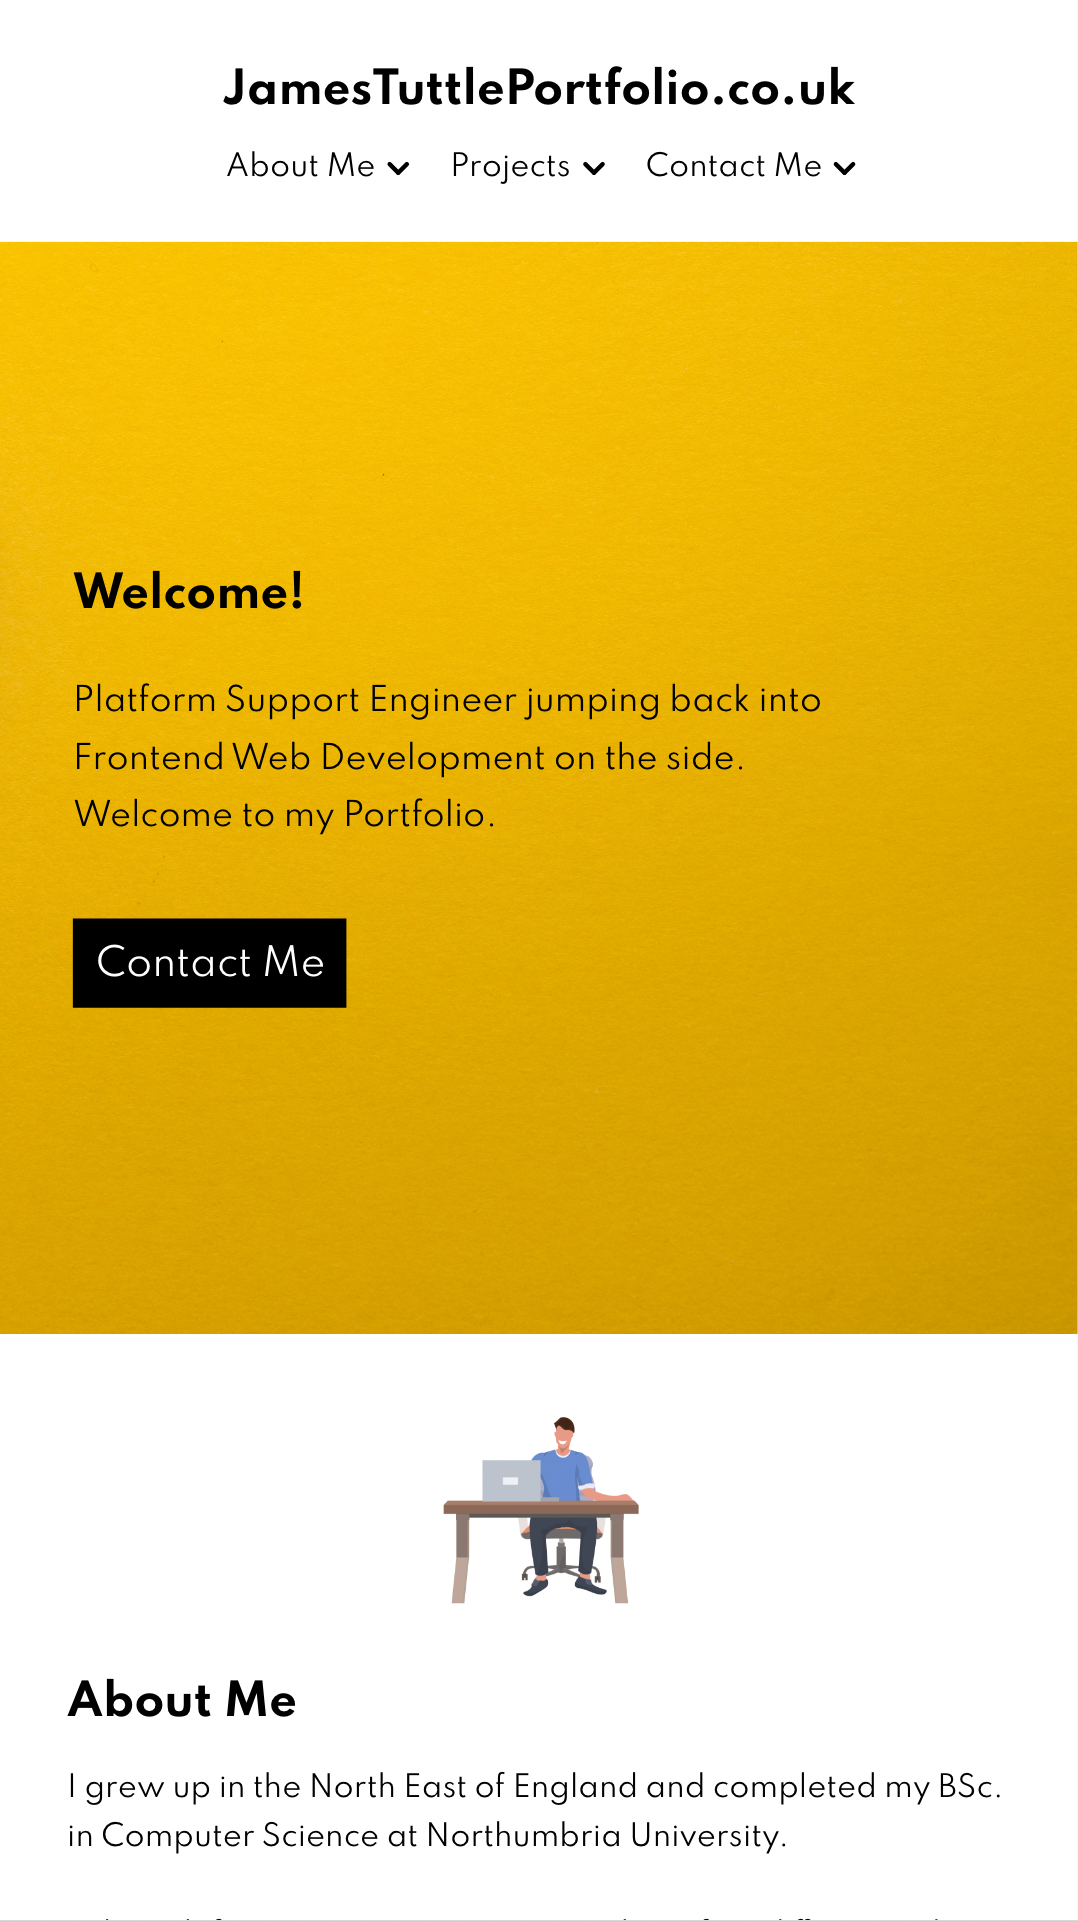 JamesTuttlePortfolio.co.uk
About Me Projects Contact Me
Welcome!
Platform Support Engineer jumping back into
Frontend Web Development on the side.
Welcome to my Portfolio.
Contact Me
About Me
I grew up in the North East of England and completed my BSc.
in Computer Science at Northumbria University.